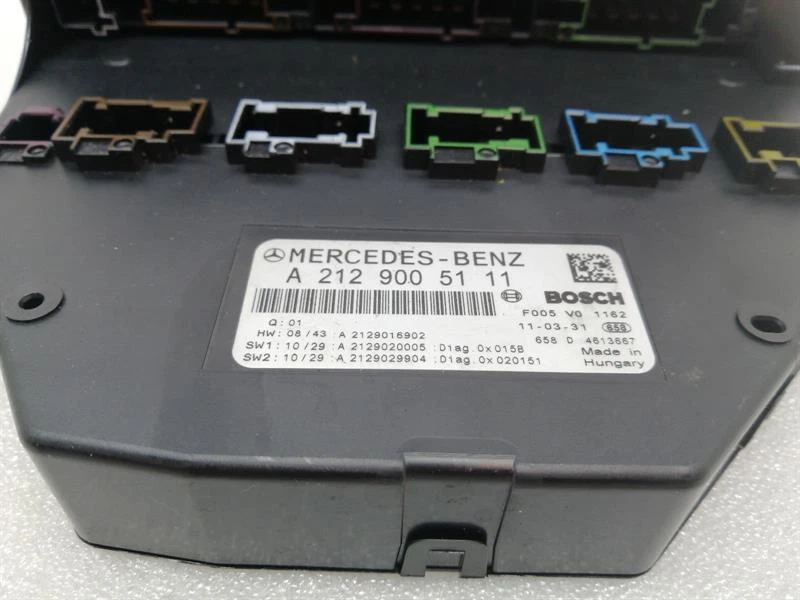 MERCEDES-BENZ
A 212 900 51 11
BOSCH
Q: 01
F005 V0 1162
HW: 08/43 :A 2129016902
11-03-31 658
SW1: 10/29 :A 2129020005 :Diag.0x015B
658 D 4613667
SW2: 10/29 :A 2129029904 :Diag.0x020151
Made in
Hungary